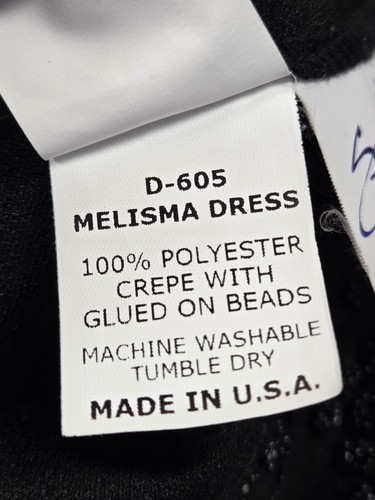 D-605
MELISMA DRESS
100% POLYESTER
CREPE WITH
GLUED ON BEADS
MACHINE WASHABLE
TUMBLE DRY
MADE IN U.S.A.